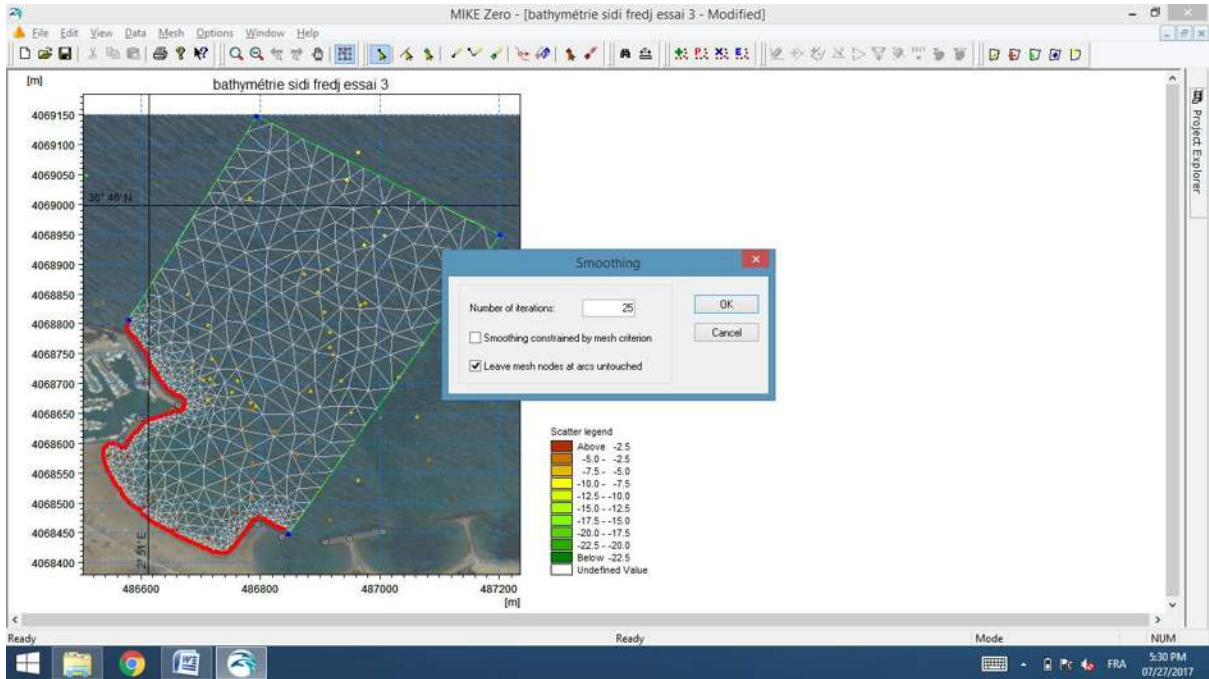 MIKE Zero - [bathymétrie sidi fredj essai 3 - Modified]
File Edit View Data Mesh Options Window Help
[m]
bathymétrie sidi fredj essai 3
4069150
4069100
4069050
4069000
4068950
4068900
4068850
4068800
4068750
4068700
4068650
4068600
4068550
4068500
4068450
4068400
36° 46' N
2° 51' E
486600 486800 487000 487200
[m]
Smoothing
Number of iterations: 25
OK
Smoothing constrained by mesh criterion
Cancel
Leave mesh nodes at arcs untouched
Scatter legend
Above -2.5
-5.0 - -2.5
-7.5 - -5.0
-10.0 - -7.5
-12.5 - -10.0
-15.0 - -12.5
-17.5 - -15.0
-20.0 - -17.5
-22.5 - -20.0
Below -22.5
Undefined Value
Project Explorer
Ready Ready Mode NUM
FRA
5:30 PM
07/27/2017